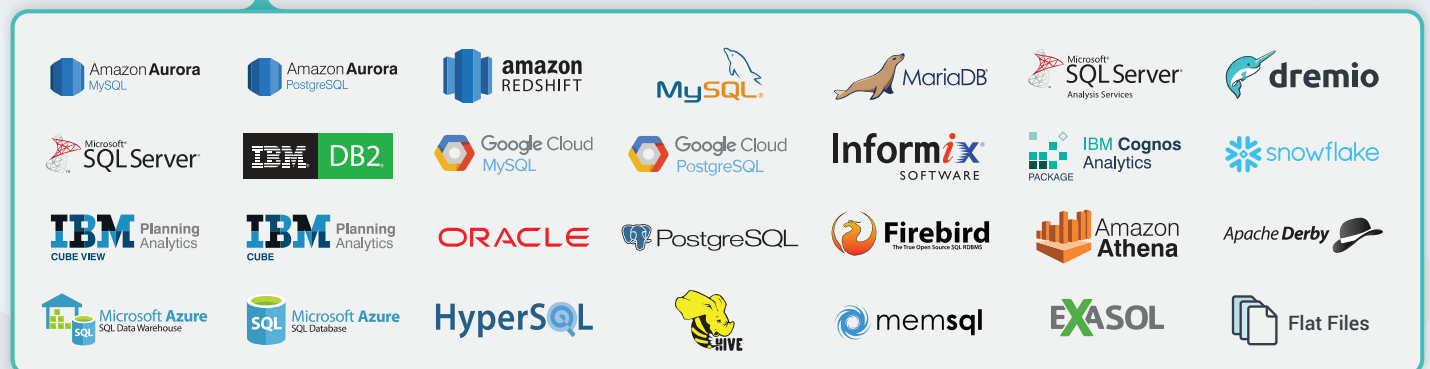 Amazon Aurora
MySQL
Amazon Aurora
PostgreSQL
amazon
REDSHIFT
MySQL®
MariaDB®
Microsoft®
SQL Server®
Analysis Services
dremio
Microsoft®
SQL Server®
IBM® DB2®
Google Cloud
MySQL
Google Cloud
PostgreSQL
Informix®
SOFTWARE
PACKAGE
IBM Cognos
Analytics
snowflake
IBM Planning
Analytics
CUBE VIEW
IBM Planning
Analytics
CUBE
ORACLE
PostgreSQL
Firebird
The True Open Source SQL RDBMS
Amazon
Athena
Apache Derby
SQL
Microsoft Azure
SQL Data Warehouse
SQL
Microsoft Azure
SQL Database
HyperSQL
HIVE
memsql
EXASOL
Flat Files